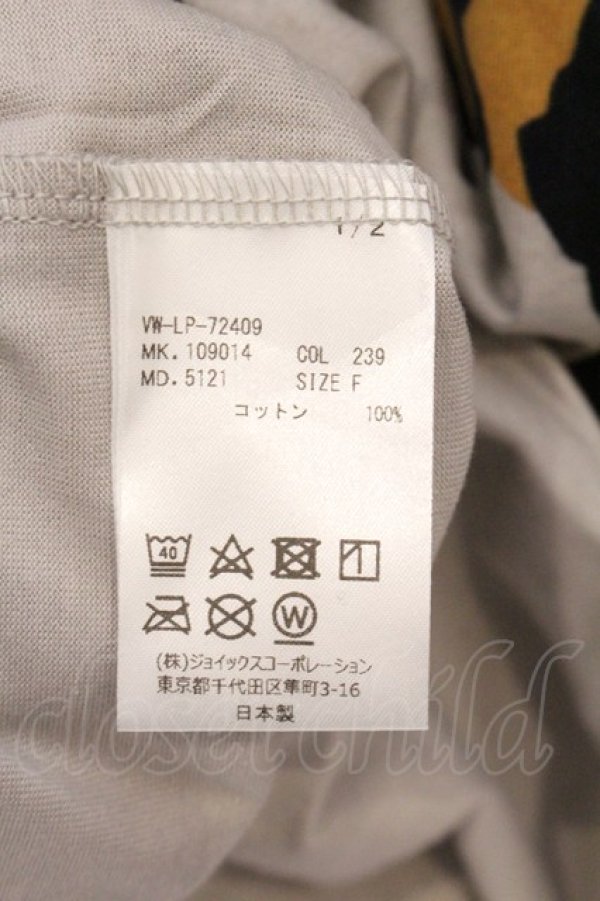 1/2
VW-LP-72409
MK. 109014 COL 239
MD. 5121 SIZE F
コットン 100%
40
1
W
(株)ジョイックスコーポレーション
東京都千代田区隼町3-16
日本製
closet child